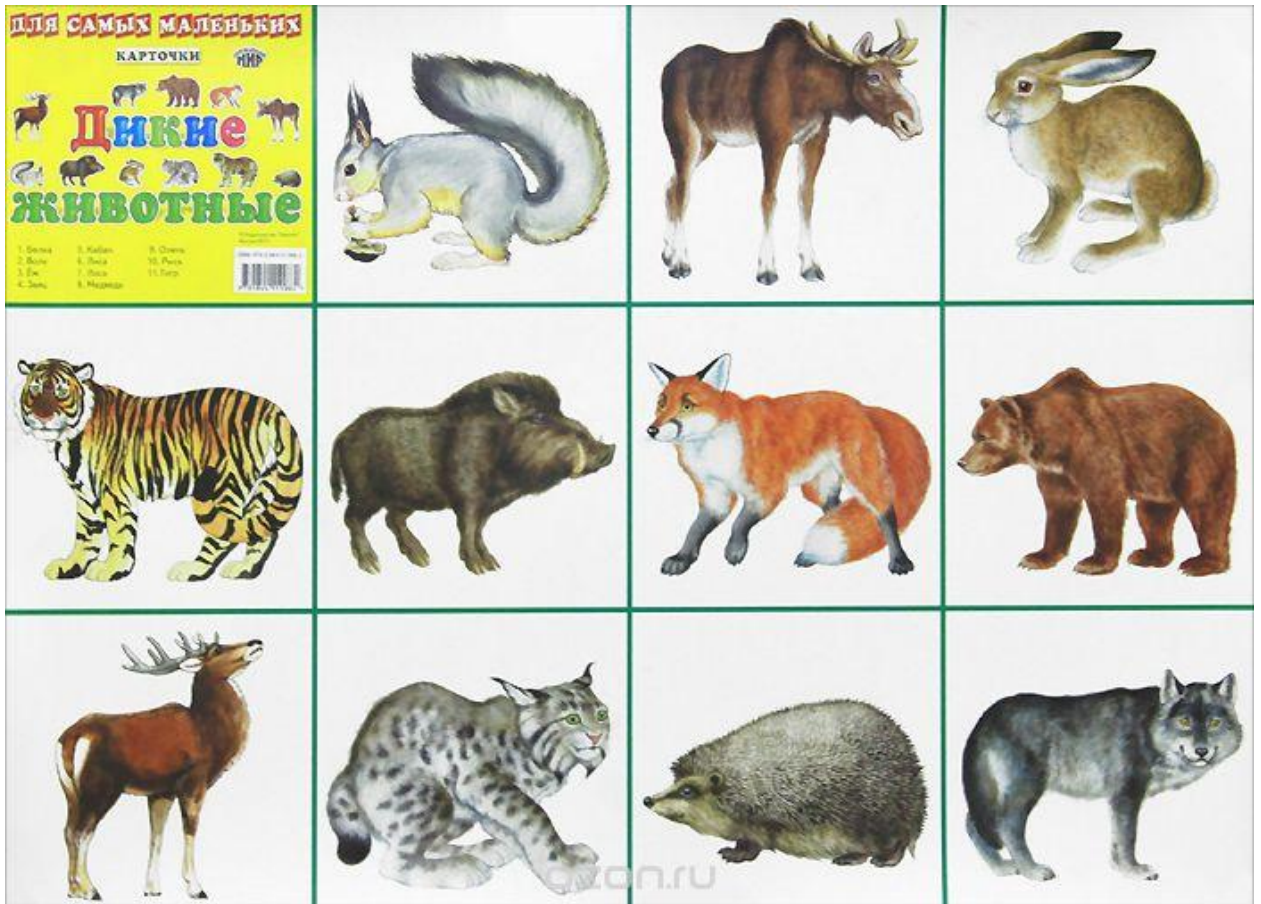 ДЛЯ САМЫХ МАЛЕНЬКИХ
КАРТОЧКИ
Дикие
животные
1. Белка
2. Волк
3. Ёж
4. Заяц
5. Кабан
6. Лиса
7. Лось
8. Медведь
9. Олень
10. Рысь
11. Тигр
ozon.ru